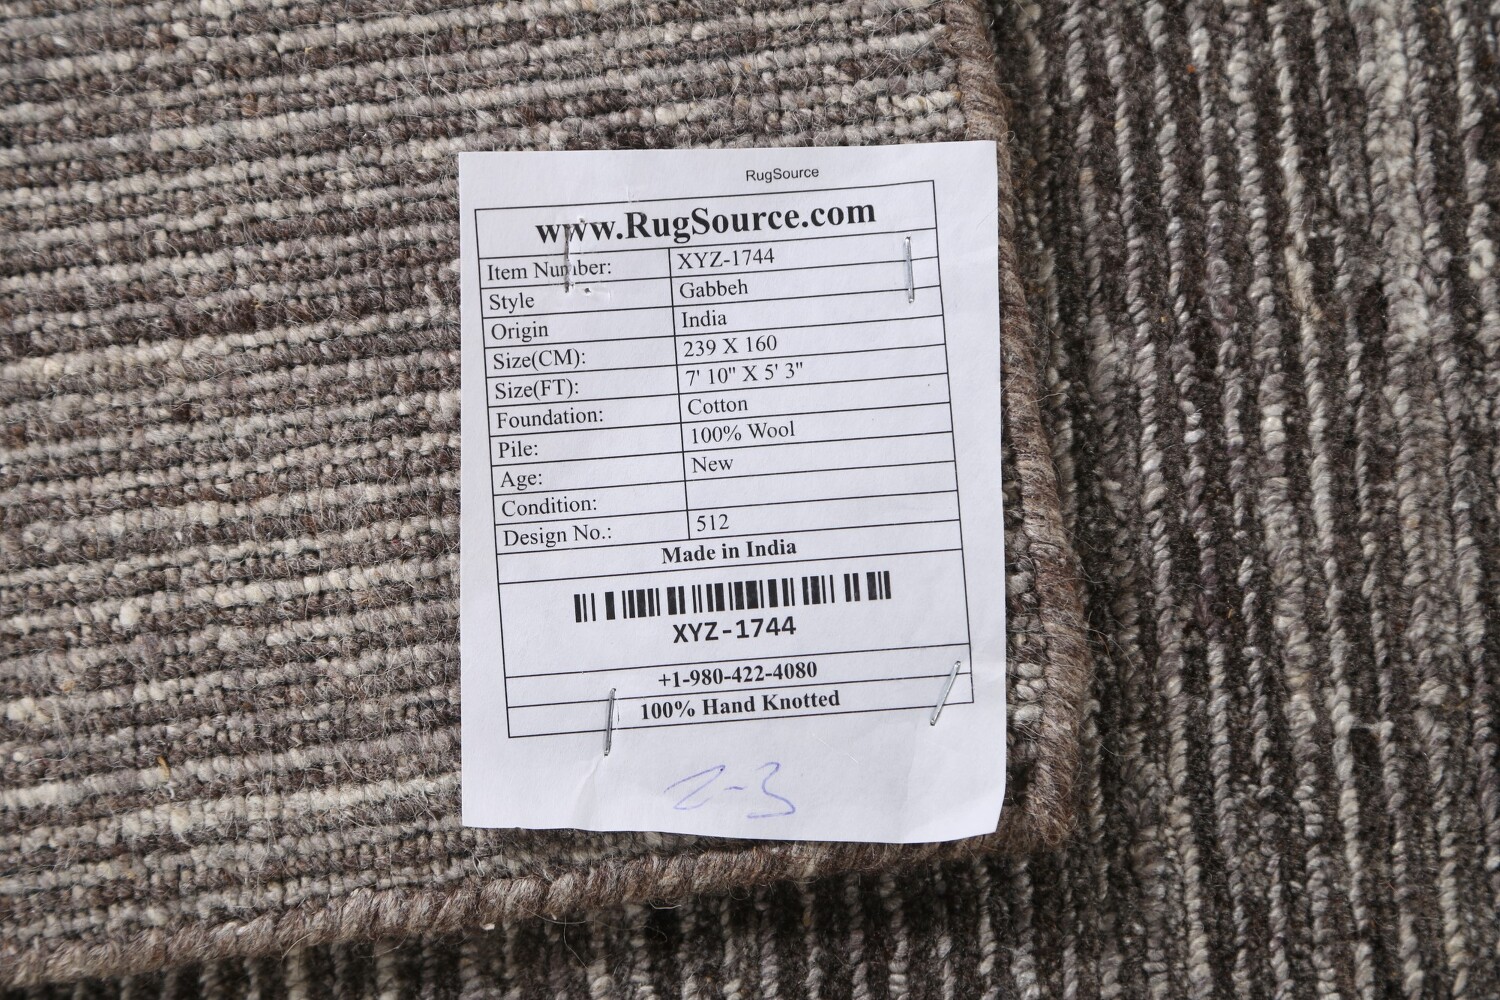 RugSource
www.RugSource.com
Item Number: XYZ-1744
Style Gabbeh
Origin India
Size(CM): 239 X 160
Size(FT): 7' 10" X 5' 3"
Foundation: Cotton
Pile: 100% Wool
Age: New
Condition:
Design No.: 512
Made in India
XYZ-1744
+1-980-422-4080
100% Hand Knotted
2-3